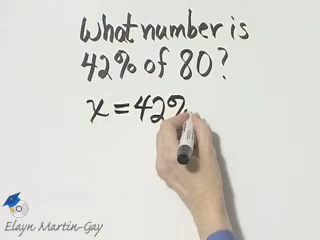 What number is
42% of 80?
x = 42%
Elayn Martin-Gay